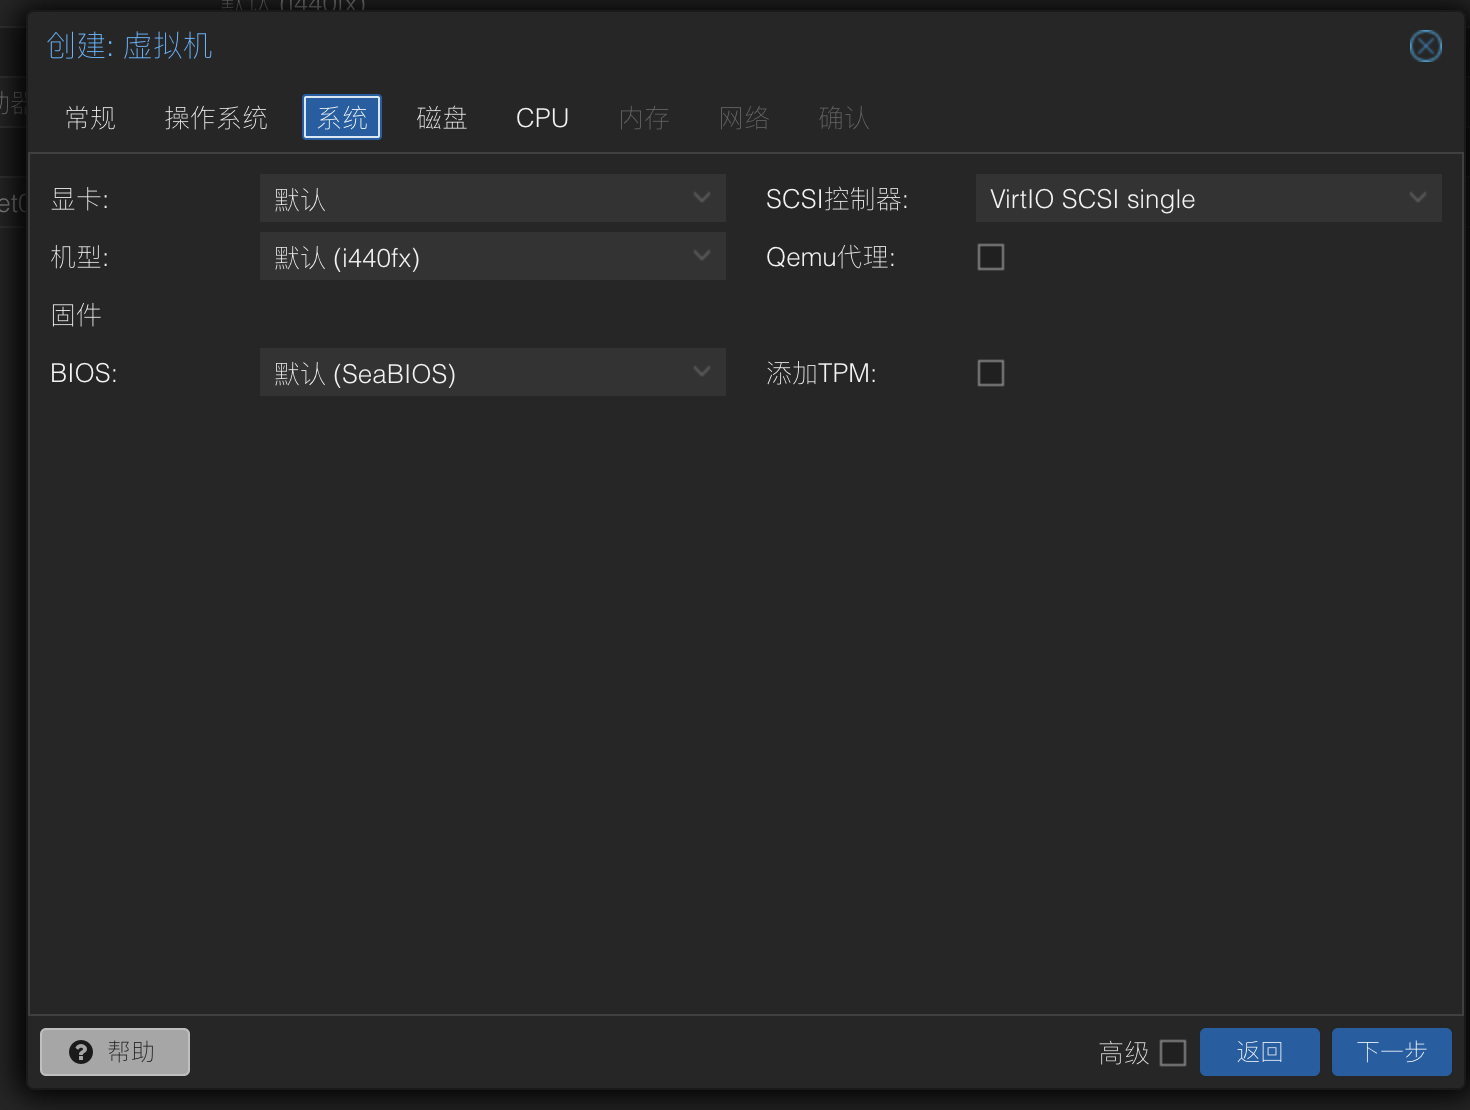 默认 (i440fx)
创建: 虚拟机
常规 操作系统 系统 磁盘 CPU 内存 网络 确认
显卡: 默认 SCSI控制器: VirtIO SCSI single
机型: 默认 (i440fx) Qemu代理:
固件
BIOS: 默认 (SeaBIOS) 添加TPM:
帮助 高级 返回 下一步